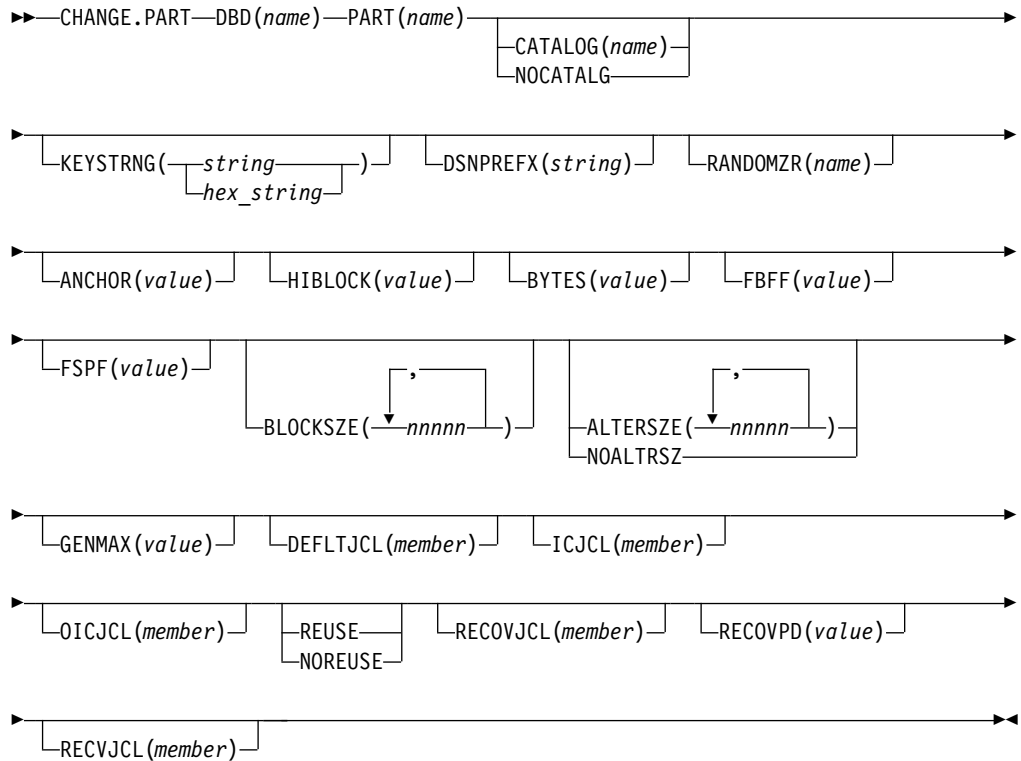 CHANGE.PART DBD(name) PART(name)
CATALOG(name)
NOCATALG
KEYSTRNG( string ) DSNPREFX(string) RANDOMZR(name)
hex_string
ANCHOR(value) HIBLOCK(value) BYTES(value) FBFF(value)
FSPF(value)
, ,
BLOCKSZE( nnnnn ) ALTERSZE( nnnnn )
NOALTRSZ
GENMAX(value) DEFLTJCL(member) ICJCL(member)
OICJCL(member) REUSE RECOVJCL(member) RECOVPD(value)
NOREUSE
RECVJCL(member)